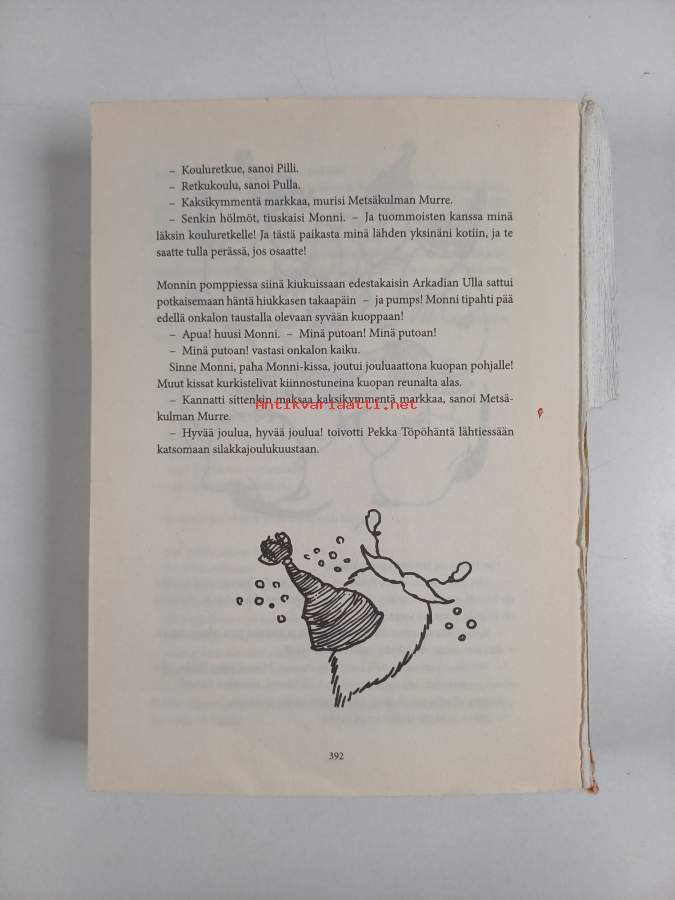 – Kouluretkue, sanoi Pilli.
– Retkukoulu, sanoi Pulla.
– Kaksikymmentä markkaa, murisi Metsäkulman Murre.
– Senkin hölmöt, tiuskaisi Monni. – Ja tuommoisten kanssa minä
läksin kouluretkelle! Ja tästä paikasta minä lähden yksinäni kotiin, ja te
saatte tulla perässä, jos osaatte!
Monnin pomppiessa siinä kiukuissaan edestakaisin Arkadian Ulla sattui
potkaisemaan häntä hiukkasen takaapäin – ja pumps! Monni tipahti pää
edellä onkalon taustalla olevaan syvään kuoppaan!
– Apua! huusi Monni. – Minä putoan! Minä putoan!
– Minä putoan! vastasi onkalon kaiku.
Sinne Monni, paha Monni-kissa, joutui jouluaattona kuopan pohjalle!
Muut kissat kurkistelivat kiinnostuneina kuopan reunalta alas.
– Kannatti sittenkin maksaa kaksikymmentä markkaa, sanoi Metsä-
Antikvariaatti.net
kulman Murre.
– Hyvää joulua, hyvää joulua! toivotti Pekka Töpöhäntä lähtiessään
katsomaan silakkajoulukuustaan.
392